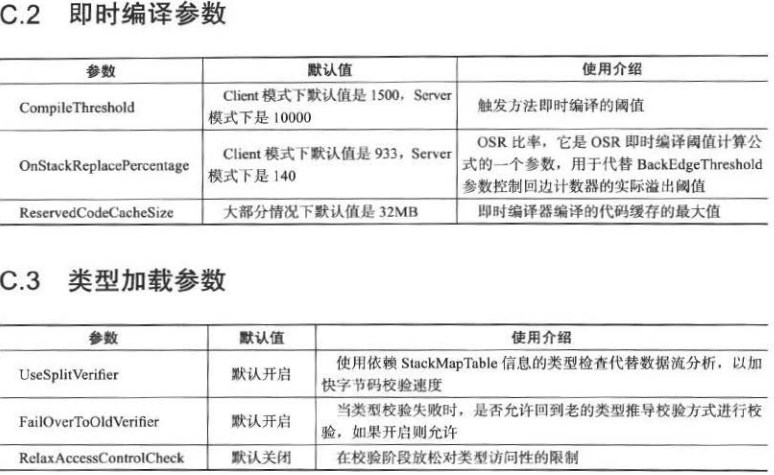 C.2 即时编译参数
参数 默认值 使用介绍
CompileThreshold Client 模式下默认值是 1500，Server 模式下是 10000 触发方法即时编译的阈值
OnStackReplacePercentage Client 模式下默认值是 933，Server 模式下是 140 OSR 比率，它是 OSR 即时编译阈值计算公式的一个参数，用于代替 BackEdgeThreshold 参数控制回边计数器的实际溢出阈值
ReservedCodeCacheSize 大部分情况下默认值是 32MB 即时编译器编译的代码缓存的最大值
C.3 类型加载参数
参数 默认值 使用介绍
UseSplitVerifier 默认开启 使用依赖 StackMapTable 信息的类型检查代替数据流分析，以加快字节码校验速度
FailOverToOldVerifier 默认开启 当类型校验失败时，是否允许回到老的类型推导校验方式进行校验，如果开启则允许
RelaxAccessControlCheck 默认关闭 在校验阶段放松对类型访问性的限制